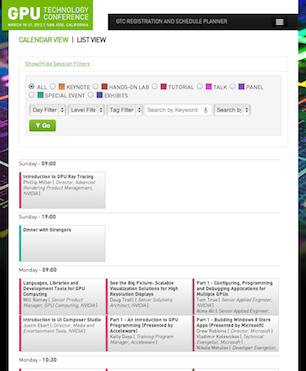 GPU TECHNOLOGY
CONFERENCE
MARCH 18-21, 2013 | SAN JOSE, CALIFORNIA
GTC REGISTRATION AND SCHEDULE PLANNER
CALENDAR VIEW | LIST VIEW
Show/Hide Session Filters
ALL KEYNOTE HANDS-ON LAB TUTORIAL TALK PANEL
SPECIAL EVENT EXHIBITS
Day Filter Level Filte Tag Filter Search by Keyword Search by
Go
Sunday - 09:00
Introduction to GPU Ray Tracing
Phillip Miller | Director, Advanced
Rendering Product Management,
NVIDIA |
Sunday - 19:00
Dinner with Strangers
Monday - 09:00
Languages, Libraries and
Development Tools for GPU
Computing
Will Ramey | Senior Product
Manager, GPU Computing, NVIDIA |
See the Big Picture: Scalable
Visualization Solutions for High
Resolution Displays
Doug Traill | Senior Solutions
Architect, NVIDIA |
Part 1 - Configuring, Programming
and Debugging Applications for
Multiple GPUs
Tom True | Senior Applied Engineer,
NVIDIA |
Alina Ali | Senior Applied Engineer,
Introduction to UI Composer Studio
Justin Ebert | Director, Media and
Entertainment Tools, NVIDIA |
Part 1 - An Introduction to GPU
Programming (Presented by
Acceleware)
Kelly Dass | Training Program
Manager, Acceleware |
Part 1 - Building Windows 8 Store
Apps (Presented by Microsoft)
Drew Robbins | Director, Microsoft |
Vladimir Kolesnikov | Technical
Evangelist, Microsoft |
Nikola Metulev | Developer Evangelist,
Monday - 10:30